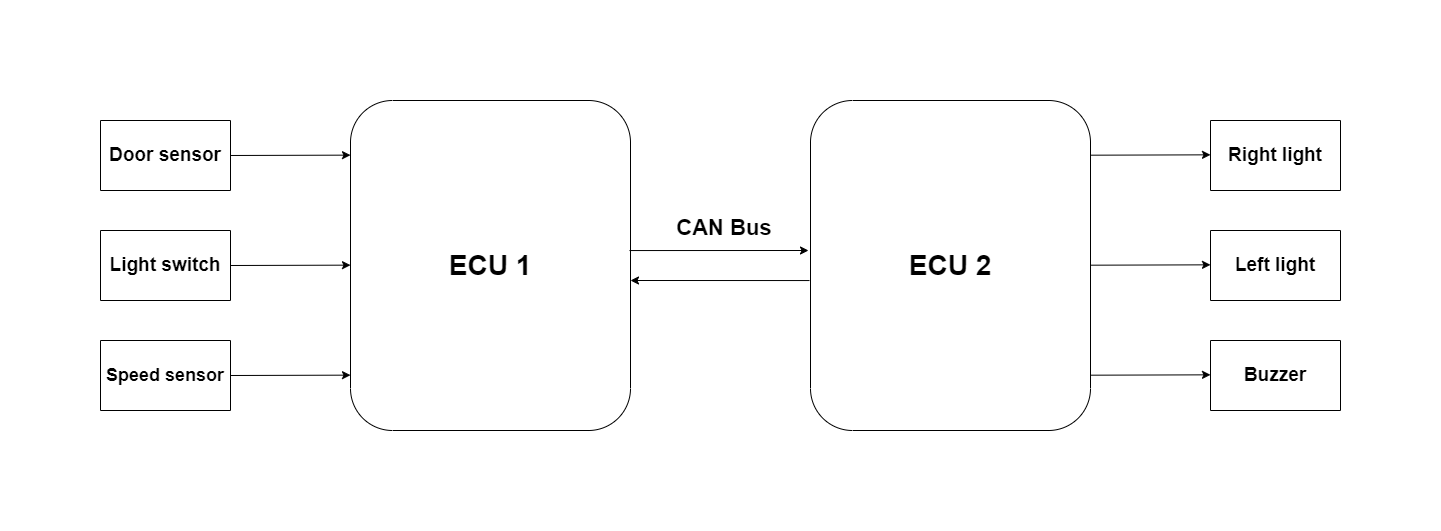 Door sensor
Light switch
Speed sensor
ECU 1
CAN Bus
ECU 2
Right light
Left light
Buzzer